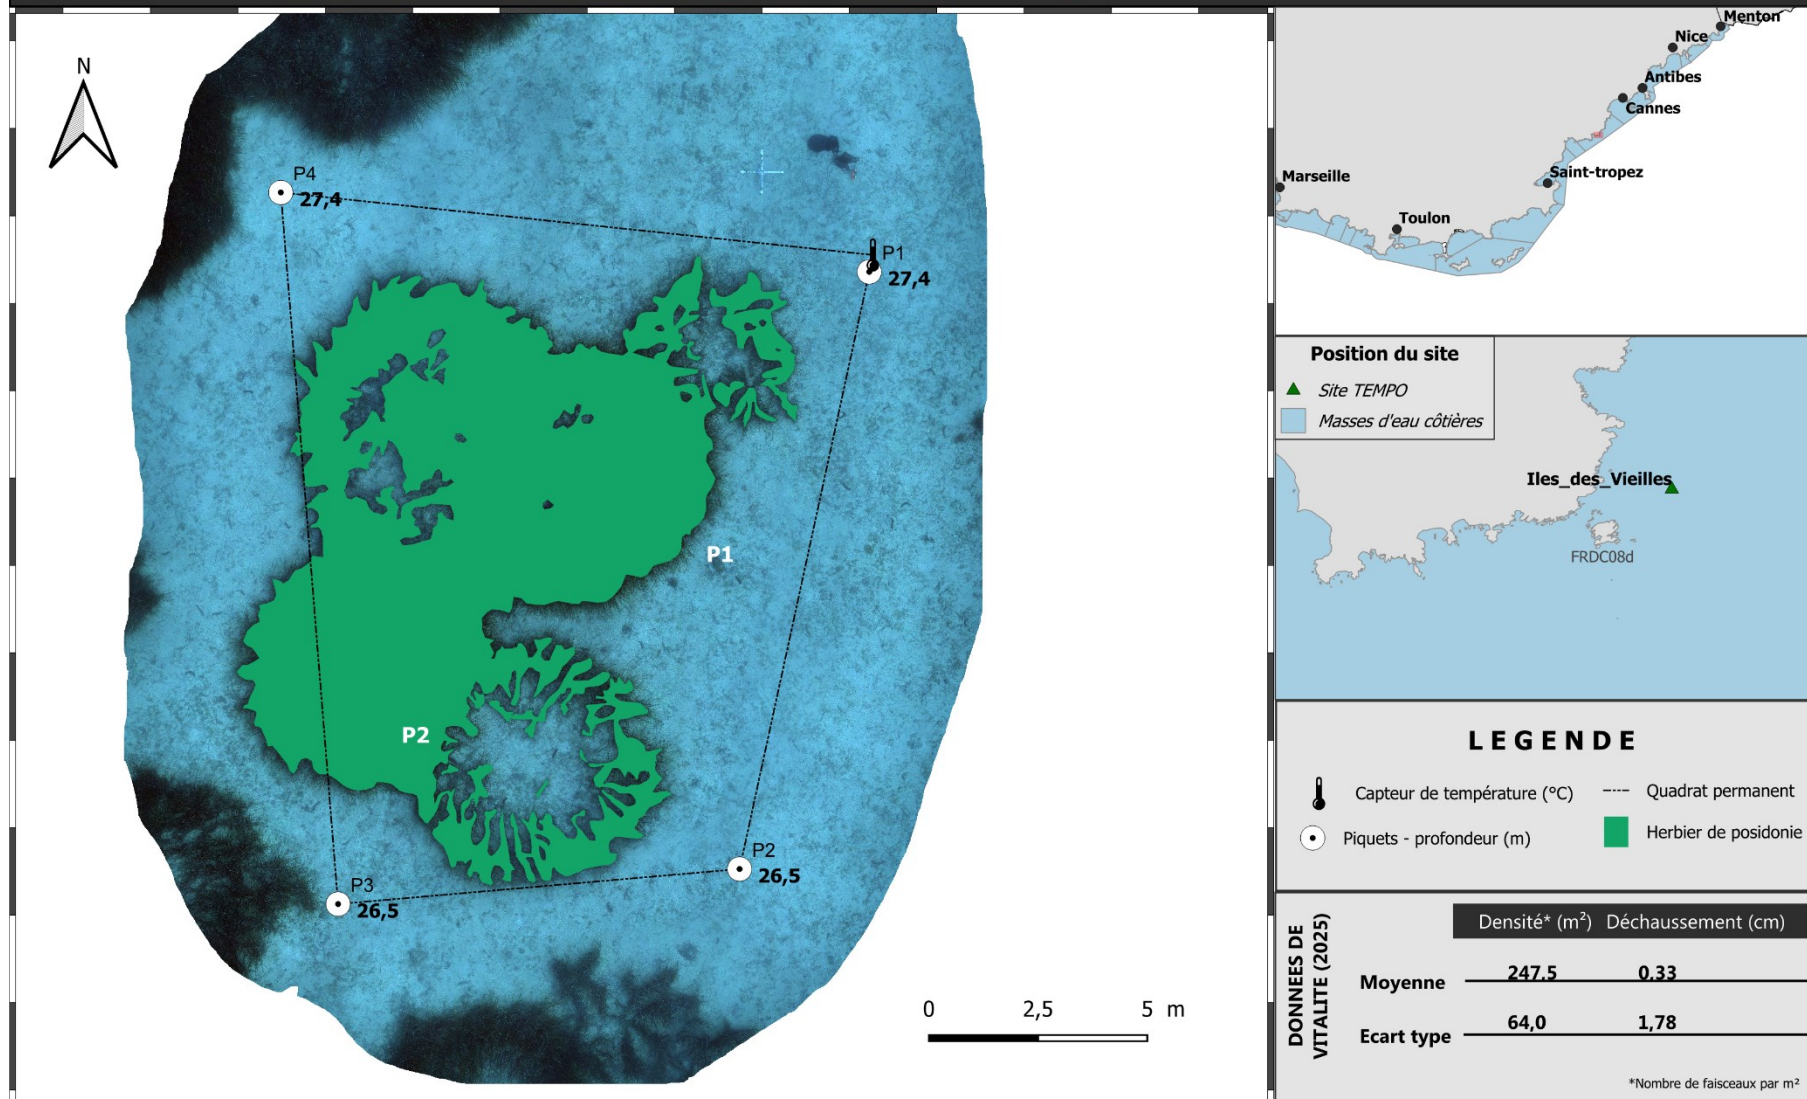 N
P4
27,4
P1
27,4
P1
P2
P2
26,5
P3
26,5
0 2,5 5 m
Menton
Nice
Antibes
Cannes
Saint-tropez
Marseille
Toulon
Position du site
Site TEMPO
Masses d'eau côtières
Iles_des_Vieilles
FRDC08d
LEGENDE
Capteur de température (°C)
Quadrat permanent
Piquets - profondeur (m)
Herbier de posidonie
DONNEES DE
VITALITE (2025)
Densité* (m²) Déchaussement (cm)
Moyenne 247,5 0,33
Ecart type 64,0 1,78
*Nombre de faisceaux par m²